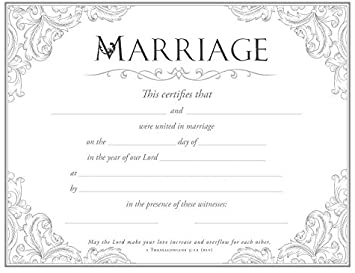 MARRIAGE
This certifies that
and
were united in marriage
on the day of
in the year of our Lord
at
by
in the presence of these witnesses:
May the Lord make your love increase and overflow for each other.
1 THESSALONIANS 3:12 (NIV)